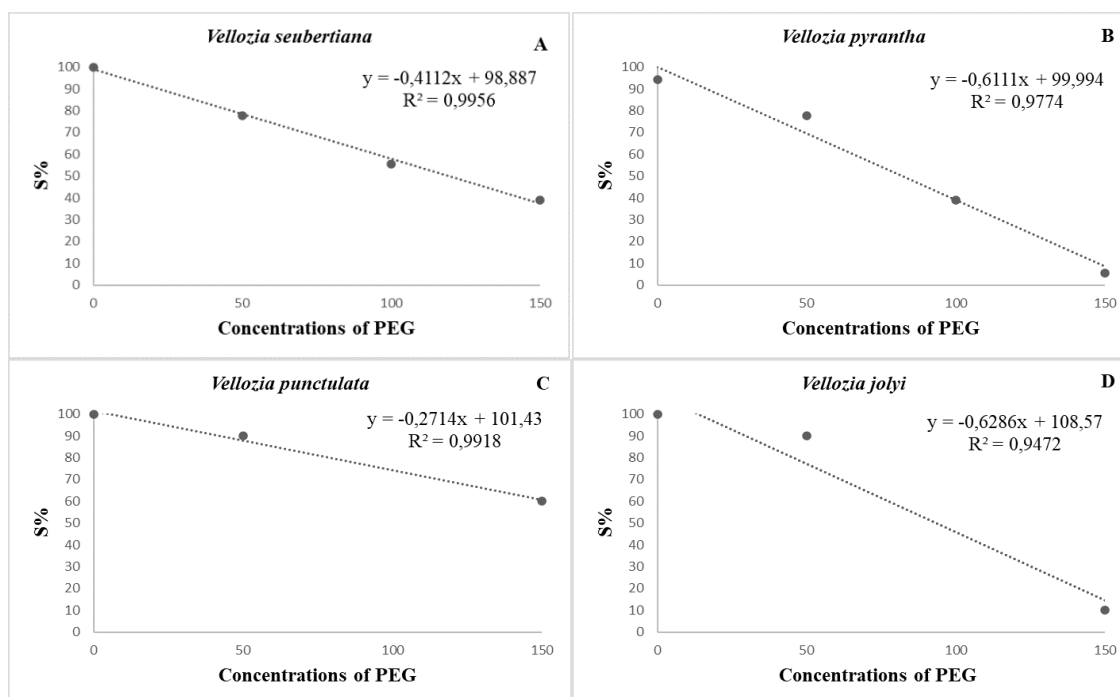 Vellozia seubertiana
A
y = -0,4112x + 98,887
R² = 0,9956
100
90
80
70
60
50
40
30
20
10
0
S%
0 50 100 150
Concentrations of PEG
Vellozia pyrantha
B
y = -0,6111x + 99,994
R² = 0,9774
100
90
80
70
60
50
40
30
20
10
0
S%
0 50 100 150
Concentrations of PEG
Vellozia punctulata
C
y = -0,2714x + 101,43
R² = 0,9918
100
90
80
70
60
50
40
30
20
10
0
S%
0 50 100 150
Concentrations of PEG
Vellozia jolyi
D
y = -0,6286x + 108,57
R² = 0,9472
100
90
80
70
60
50
40
30
20
10
0
S%
0 50 100 150
Concentrations of PEG